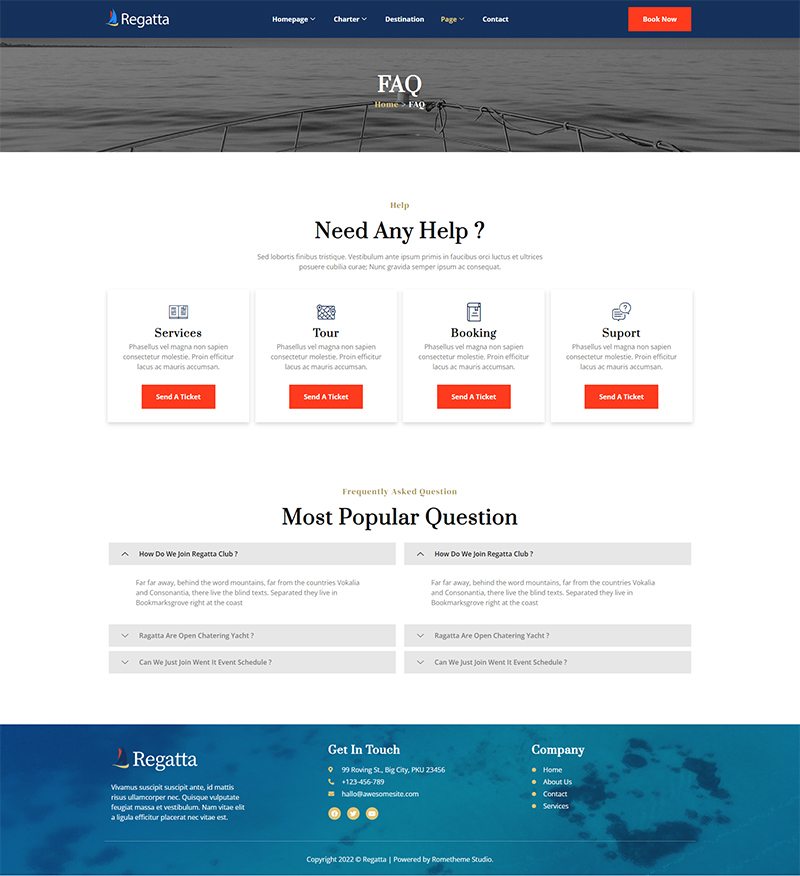 Regatta
Homepage
Charter
Destination
Page
Contact
Book Now
FAQ
Home > FAQ
Help
Need Any Help ?
Sed lobortis finibus tristique. Vestibulum ante ipsum primis in faucibus orci luctus et ultrices
posuere cubilia curae; Nunc gravida semper ipsum ac consequat.
Services
Phasellus vel magna non sapien
consectetur molestie. Proin efficitur
lacus ac mauris accumsan.
Send A Ticket
Tour
Phasellus vel magna non sapien
consectetur molestie. Proin efficitur
lacus ac mauris accumsan.
Send A Ticket
Booking
Phasellus vel magna non sapien
consectetur molestie. Proin efficitur
lacus ac mauris accumsan.
Send A Ticket
Suport
Phasellus vel magna non sapien
consectetur molestie. Proin efficitur
lacus ac mauris accumsan.
Send A Ticket
Frequently Asked Question
Most Popular Question
How Do We Join Regatta Club ?
Far far away, behind the word mountains, far from the countries Vokalia
and Consonantia, there live the blind texts. Separated they live in
Bookmarksgrove right at the coast
Ragatta Are Open Chatering Yacht ?
Can We Just Join Went It Event Schedule ?
How Do We Join Regatta Club ?
Far far away, behind the word mountains, far from the countries Vokalia
and Consonantia, there live the blind texts. Separated they live in
Bookmarksgrove right at the coast
Ragatta Are Open Chatering Yacht ?
Can We Just Join Went It Event Schedule ?
Regatta
Vivamus suscipit suscipit ante, id mattis
risus ullamcorper nec. Quisque vulputate
feugiat massa et vestibulum. Nam vitae elit
a ligula efficitur placerat nec vitae est.
Get In Touch
99 Roving St., Big City, PKU 23456
+123-456-789
hallo@awesomesite.com
Company
Home
About Us
Contact
Services
Copyright 2022 © Regatta | Powered by Rometheme Studio.